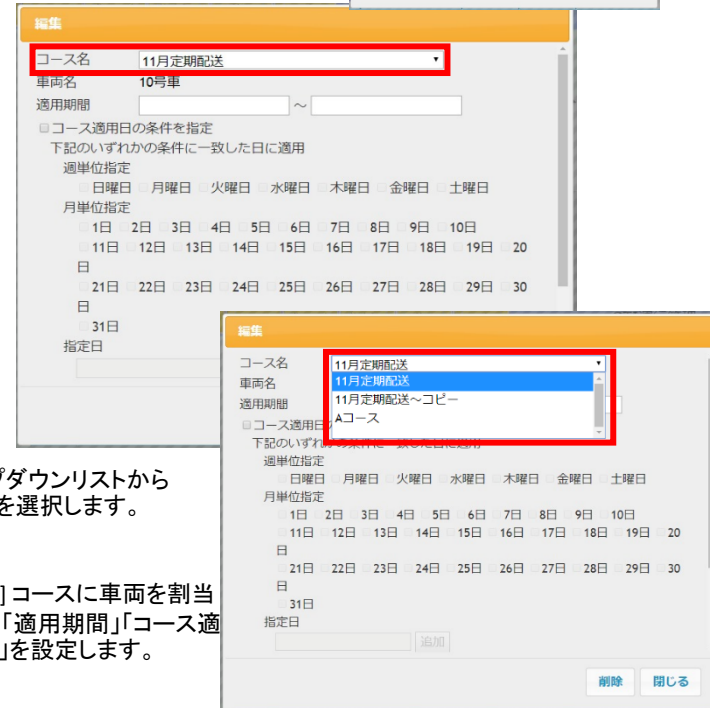 編集
コース名 11月定期配送
車両名 10号車
適用期間 ～
コース適用日の条件を指定
下記のいずれかの条件に一致した日に適用
週単位指定
日曜日 月曜日 火曜日 水曜日 木曜日 金曜日 土曜日
月単位指定
1日 2日 3日 4日 5日 6日 7日 8日 9日 10日
11日 12日 13日 14日 15日 16日 17日 18日 19日 20
日
21日 22日 23日 24日 25日 26日 27日 28日 29日 30
日
31日
指定日
編集
コース名 11月定期配送
車両名 11月定期配送
適用期間 11月定期配送～コピー
Aコース
コース適用日
下記のいずれ
週単位指定
日曜日 月曜日 火曜日 水曜日 木曜日 金曜日 土曜日
月単位指定
1日 2日 3日 4日 5日 6日 7日 8日 9日 10日
11日 12日 13日 14日 15日 16日 17日 18日 19日 20
日
21日 22日 23日 24日 25日 26日 27日 28日 29日 30
日
31日
指定日
追加
削除 閉じる
プダウンリストから
を選択します。
] コースに車両を割当
「適用期間」「コース適
」を設定します。